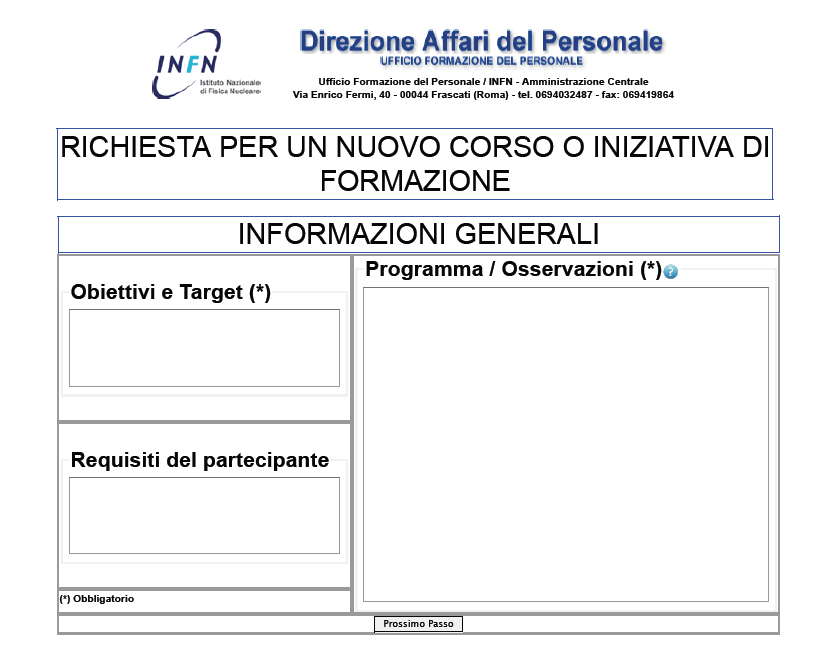 INFN
Istituto Nazionale
di Fisica Nucleare
Direzione Affari del Personale
UFFICIO FORMAZIONE DEL PERSONALE
Ufficio Formazione del Personale / INFN - Amministrazione Centrale
Via Enrico Fermi, 40 - 00044 Frascati (Roma) - tel. 0694032487 - fax: 069419864
RICHIESTA PER UN NUOVO CORSO O INIZIATIVA DI
FORMAZIONE
INFORMAZIONI GENERALI
Obiettivi e Target (*)
Programma / Osservazioni (*)?
Requisiti del partecipante
(*) Obbligatorio
Prossimo Passo